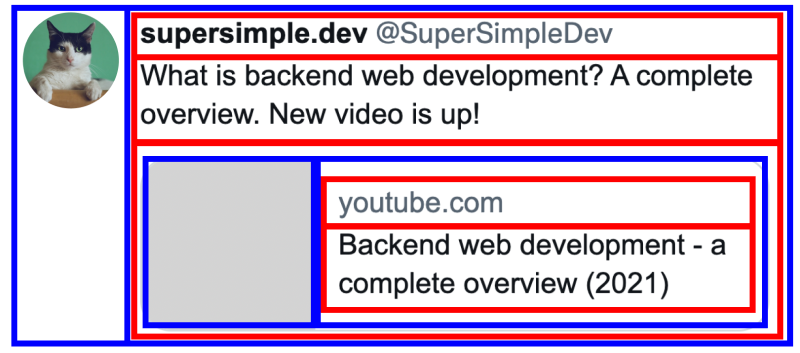 supersimple.dev @SuperSimpleDev
What is backend web development? A complete
overview. New video is up!
youtube.com
Backend web development - a
complete overview (2021)